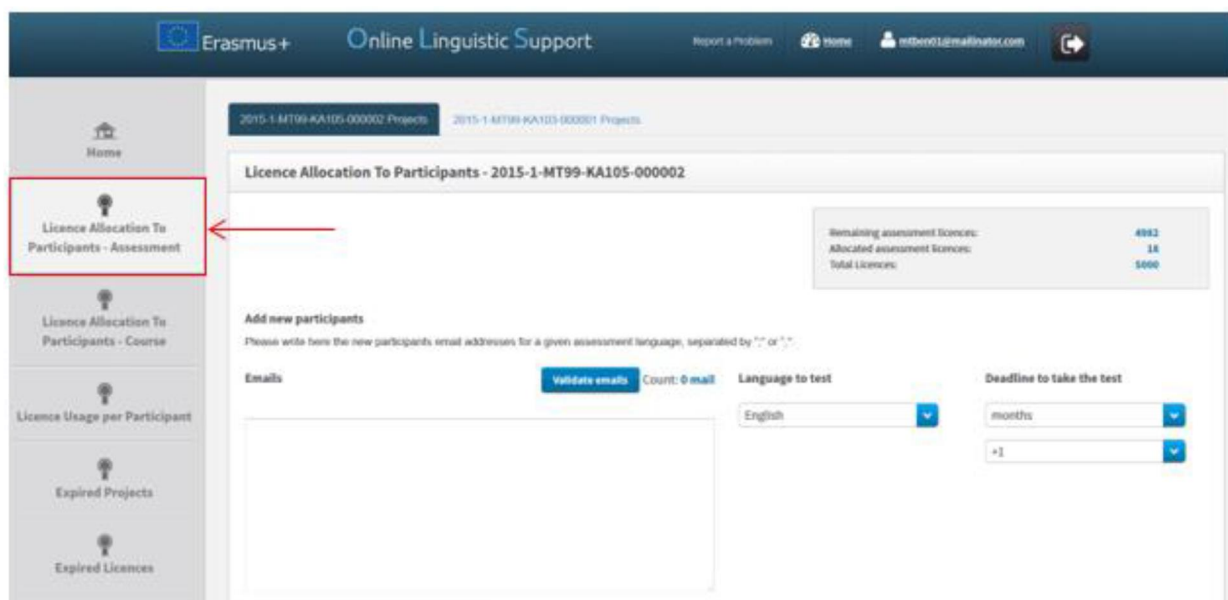 Erasmus+
Online Linguistic Support
Report a Problem
Home
mtben01@mailinator.com
Home
Licence Allocation To
Participants - Assessment
Licence Allocation To
Participants - Course
Licence Usage per Participant
Expired Projects
Expired Licences
2015-1-MT99-KA105-000002 Projects
2015-1-MT99-KA103-000001 Projects
Licence Allocation To Participants - 2015-1-MT99-KA105-000002
Remaining assessment licences: 4982
Allocated assessment licences: 18
Total Licences: 5000
Add new participants
Please write here the new participants email addresses for a given assessment language, separated by ";" or ","
Emails
Validate emails
Count: 0 mail
Language to test
English
Deadline to take the test
months
+1